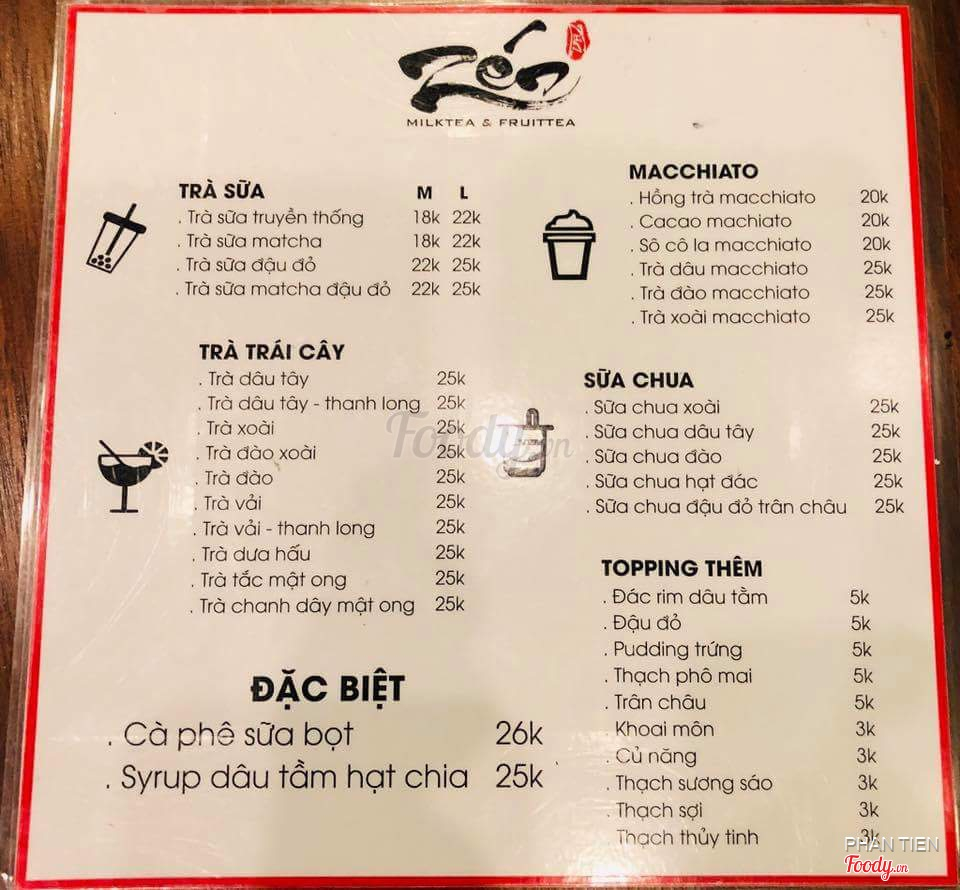 Zén
MILKTEA & FRUITTEA
TRÀ SỮA M L
. Trà sữa truyền thống 18k 22k
. Trà sữa matcha 18k 22k
. Trà sữa đậu đỏ 22k 25k
. Trà sữa matcha đậu đỏ 22k 25k
TRÀ TRÁI CÂY
. Trà dâu tây 25k
. Trà dâu tây - thanh long 25k
. Trà xoài 25k
. Trà đào xoài 25k
. Trà đào 25k
. Trà vải 25k
. Trà vải - thanh long 25k
. Trà dưa hấu 25k
. Trà tắc mật ong 25k
. Trà chanh dây mật ong 25k
ĐẶC BIỆT
. Cà phê sữa bọt 26k
. Syrup dâu tầm hạt chia 25k
MACCHIATO
. Hồng trà macchiato 20k
. Cacao machiato 20k
. Sô cô la macchiato 20k
. Trà dâu macchiato 25k
. Trà đào macchiato 25k
. Trà xoài macchiato 25k
SỮA CHUA
. Sữa chua xoài 25k
. Sữa chua dâu tây 25k
. Sữa chua đào 25k
. Sữa chua hạt đác 25k
. Sữa chua đậu đỏ trân châu 25k
TOPPING THÊM
. Đác rim dâu tằm 5k
. Đậu đỏ 5k
. Pudding trứng 5k
. Thạch phô mai 5k
. Trân châu 5k
. Khoai môn 3k
. Củ năng 3k
. Thạch sương sáo 3k
. Thạch sợi 3k
Thạch thủy tinh 3k
Foody.vn
PHAN TIEN
Foody.vn